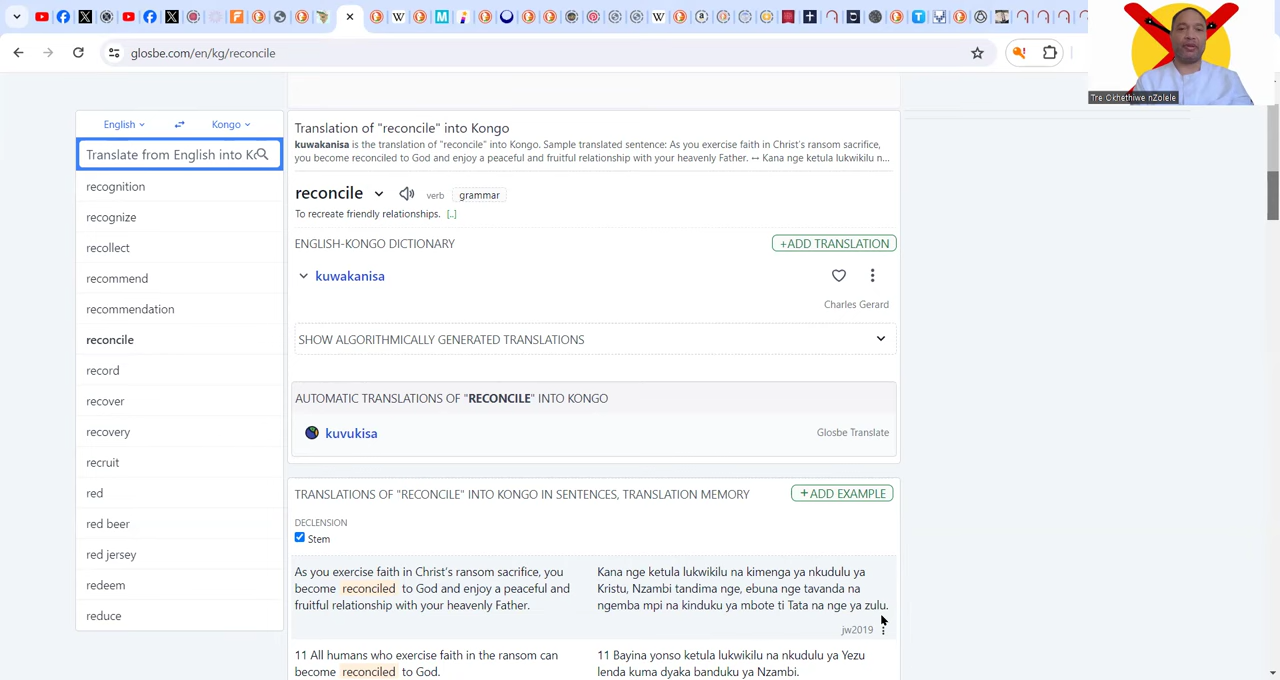 glosbe.com/en/kg/reconcile
Tre Okhethiwe nZolele
English
Kongo
Translate from English into Ko
recognition
recognize
recollect
recommend
recommendation
reconcile
record
recover
recovery
recruit
red
red beer
red jersey
redeem
reduce
Translation of "reconcile" into Kongo
kuwakanisa is the translation of "reconcile" into Kongo. Sample translated sentence: As you exercise faith in Christ's ransom sacrifice,
you become reconciled to God and enjoy a peaceful and fruitful relationship with your heavenly Father. ↔ Kana nge ketula lukwikilu n...
reconcile verb grammar
To recreate friendly relationships. [..]
ENGLISH-KONGO DICTIONARY
+ADD TRANSLATION
kuwakanisa
Charles Gerard
SHOW ALGORITHMICALLY GENERATED TRANSLATIONS
AUTOMATIC TRANSLATIONS OF "RECONCILE" INTO KONGO
kuvukisa
Glosbe Translate
TRANSLATIONS OF "RECONCILE" INTO KONGO IN SENTENCES, TRANSLATION MEMORY
+ADD EXAMPLE
DECLENSION
Stem
As you exercise faith in Christ's ransom sacrifice, you
become reconciled to God and enjoy a peaceful and
fruitful relationship with your heavenly Father.
Kana nge ketula lukwikilu na kimenga ya nkudulu ya
Kristu, Nzambi tandima nge, ebuna nge tavanda na
ngemba mpi na kinduku ya mbote ti Tata na nge ya zulu.
jw2019
11 All humans who exercise faith in the ransom can
become reconciled to God.
11 Bayina yonso ketula lukwikilu na nkudulu ya Yezu
lenda kuma dyaka banduku ya Nzambi.